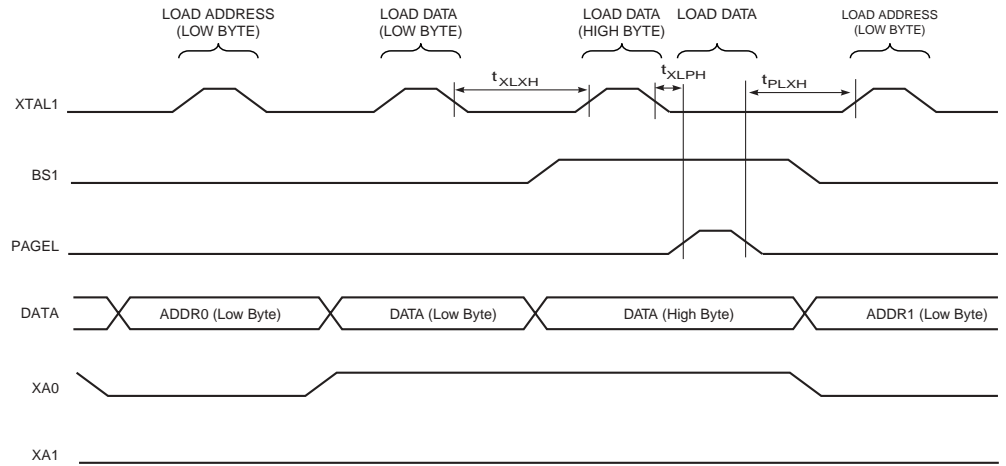 LOAD ADDRESS
(LOW BYTE)
LOAD DATA
(LOW BYTE)
LOAD DATA
(HIGH BYTE)
LOAD DATA
LOAD ADDRESS
(LOW BYTE)
tXLXH
tXLPH
tPLXH
XTAL1
BS1
PAGEL
DATA
ADDR0 (Low Byte)
DATA (Low Byte)
DATA (High Byte)
ADDR1 (Low Byte)
XA0
XA1